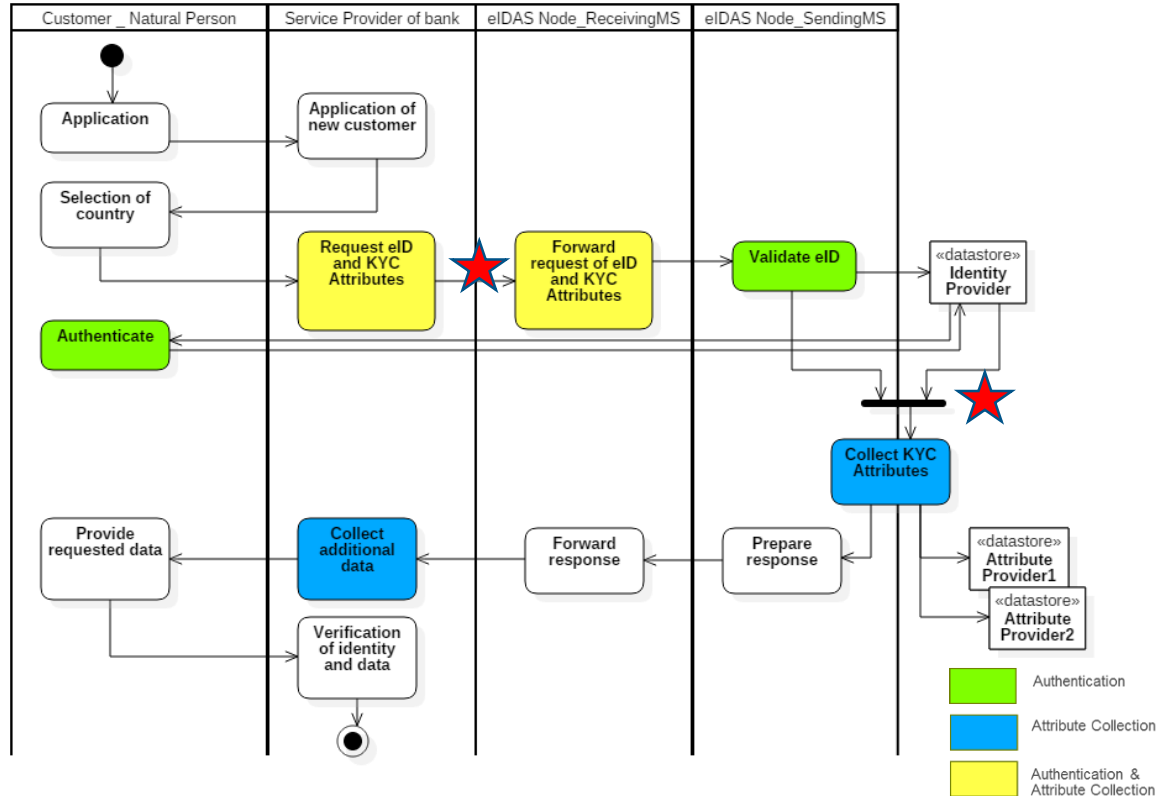 Customer _ Natural Person
Service Provider of bank
eIDAS Node_ReceivingMS
eIDAS Node_SendingMS
Application
Application of
new customer
Selection of
country
Request eID
and KYC
Attributes
Forward
request of eID
and KYC
Attributes
Validate eID
«datastore»
Identity
Provider
Authenticate
Collect KYC
Attributes
Provide
requested data
Collect
additional
data
Forward
response
Prepare
response
«datastore»
Attribute
Provider1
«datastore»
Attribute
Provider2
Verification
of identity
and data
Authentication
Attribute Collection
Authentication &
Attribute Collection